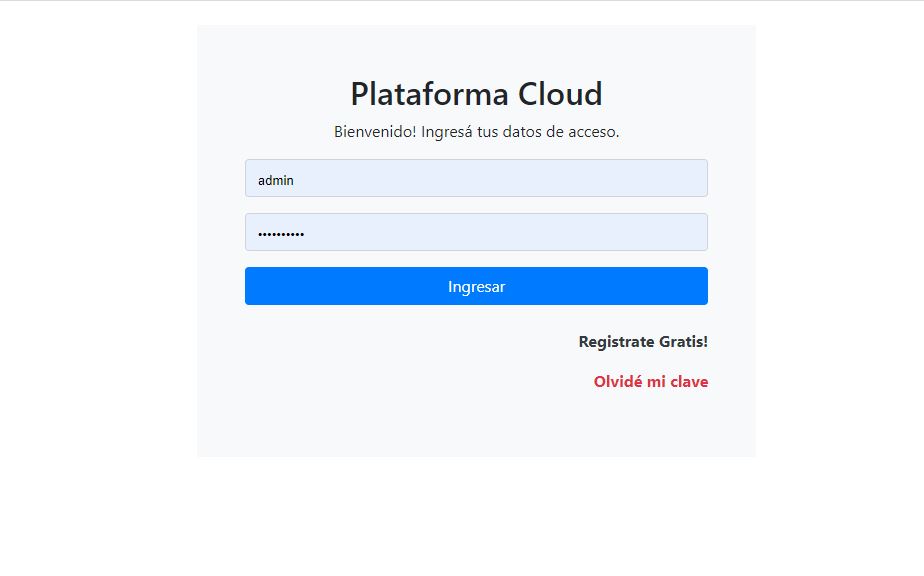 Plataforma Cloud
Bienvenido! Ingresá tus datos de acceso.
admin
••••••••••
Ingresar
Registrate Gratis!
Olvidé mi clave